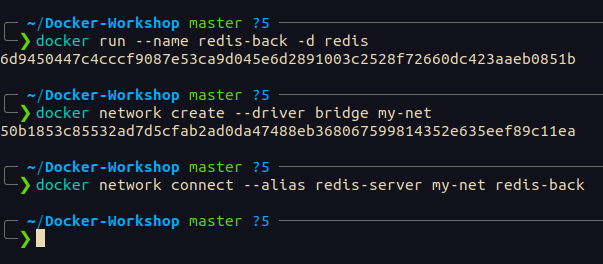 ~/Docker-Workshop master ?5
❯ docker run --name redis-back -d redis
6d9450447c4cccf9087e53ca9d045e6d2891003c2528f72660dc423aaeb0851b
~/Docker-Workshop master ?5
❯ docker network create --driver bridge my-net
50b1853c85532ad7d5cfab2ad0da47488eb368067599814352e635eef89c11ea
~/Docker-Workshop master ?5
❯ docker network connect --alias redis-server my-net redis-back
~/Docker-Workshop master ?5
❯